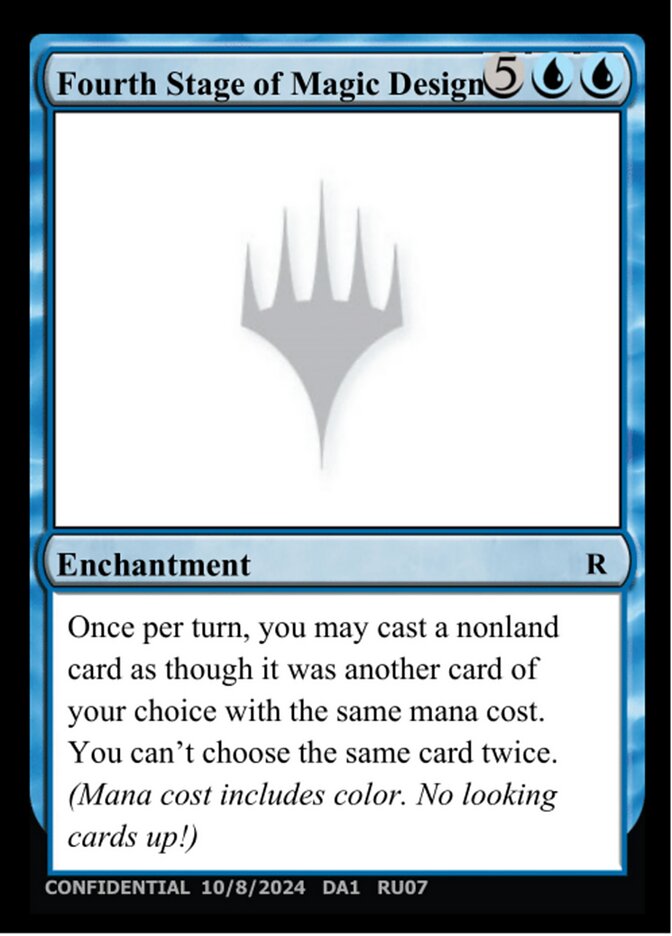 Fourth Stage of Magic Design 5
Enchantment R
Once per turn, you may cast a nonland
card as though it was another card of
your choice with the same mana cost.
You can’t choose the same card twice.
(Mana cost includes color. No looking
cards up!)
CONFIDENTIAL 10/8/2024 DA1 RU07